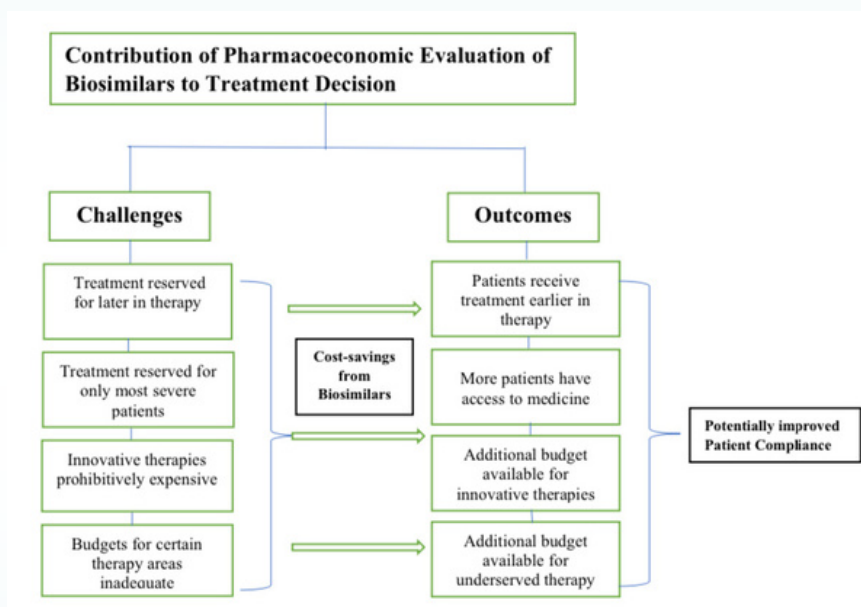 Contribution of Pharmacoeconomic Evaluation of
Biosimilars to Treatment Decision
Challenges
Outcomes
Treatment reserved
for later in therapy
Treatment reserved for
only most severe
patients
Innovative therapies
prohibitively expensive
Budgets for certain
therapy areas
inadequate
Cost-savings
from
Biosimilars
Patients receive
treatment earlier in
therapy
More patients have
access to medicine
Additional budget
available for
innovative therapies
Additional budget
available for
underserved therapy
Potentially improved
Patient Compliance